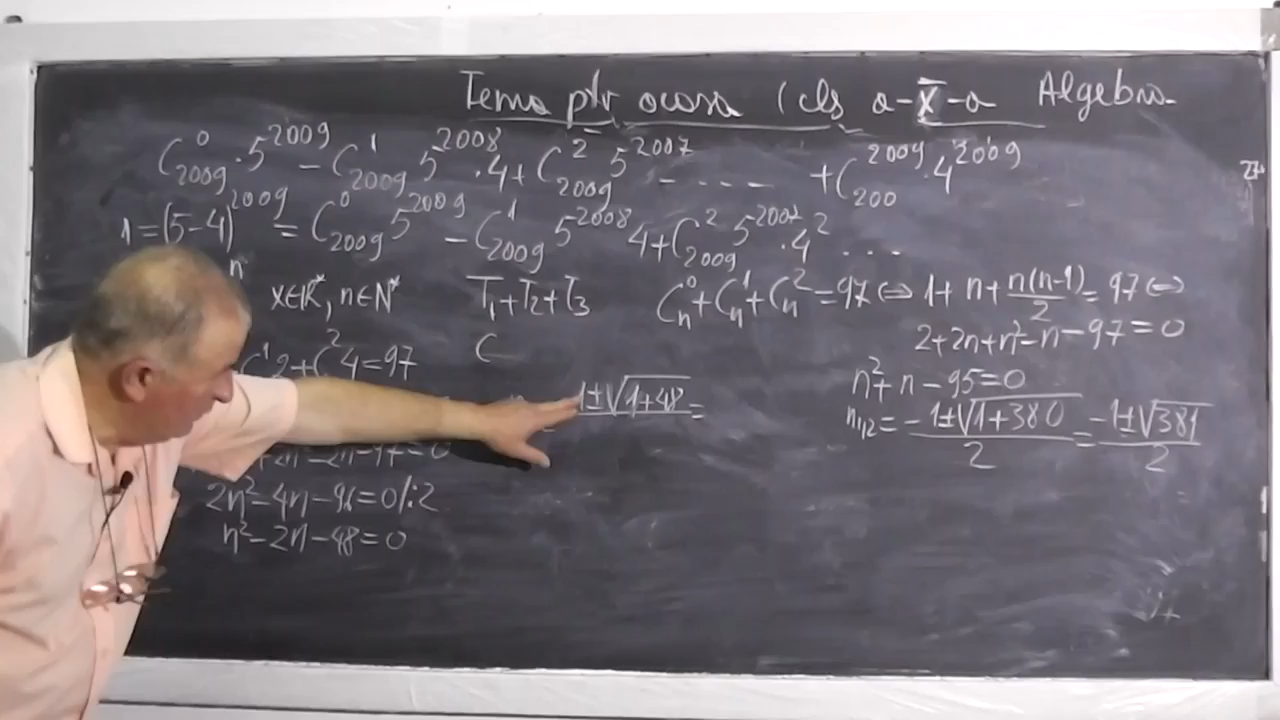 Tema ptr acasa (cls a-X-a Algebra
C⁰₂₀₀₉·5²⁰⁰⁹ - C¹₂₀₀₉ 5²⁰⁰⁸·4 + C²₂₀₀₉ 5²⁰⁰⁷ - - - - - + C²⁰⁰⁹₂₀₀·4²⁰⁰⁹
1 = (5-4)²⁰⁰⁹ = C⁰₂₀₀₉ 5²⁰⁰⁹ - C¹₂₀₀₉ 5²⁰⁰⁸ 4 + C²₂₀₀₉ 5²⁰⁰⁷·4² ...
n
x∈ℝ*, n∈N* T₁+T₂+T₃ C⁰ₙ+C¹ₙ+C²ₙ=97 ⇔ 1+n+n(n-1)/2=97 ⇔
2+2n+n²-n-97=0
C¹2+C²4=97 C
n²+n-95=0
1±√1+48 =
n₁,₂ = -1±√1+380/2 = -1±√381/2
2n²-4n-96=0/:2
n²-2n-48=0